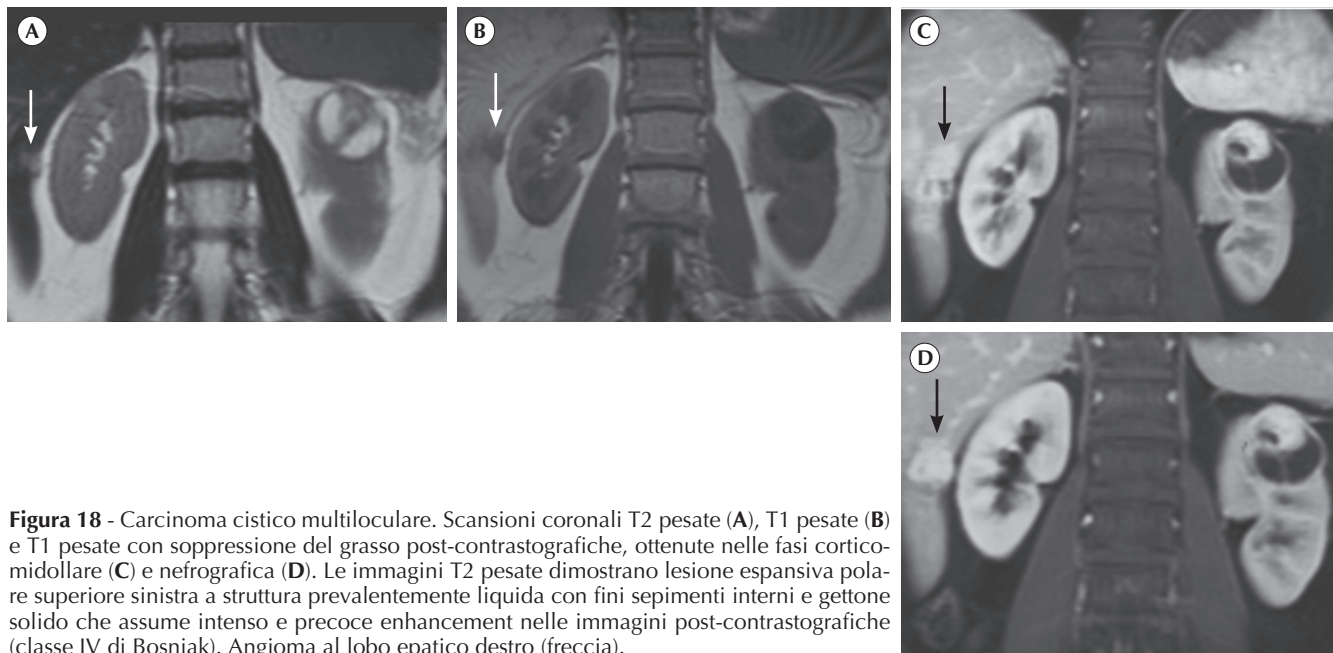 A
B
C
D
Figura 18 - Carcinoma cistico multiloculare. Scansioni coronali T2 pesate (A), T1 pesate (B)
e T1 pesate con soppressione del grasso post-contrastografiche, ottenute nelle fasi cortico-
midollare (C) e nefrografica (D). Le immagini T2 pesate dimostrano lesione espansiva pola-
re superiore sinistra a struttura prevalentemente liquida con fini sepimenti interni e gettone
solido che assume intenso e precoce enhancement nelle immagini post-contrastografiche
(classe IV di Bosniak). Angioma al lobo epatico destro (freccia).